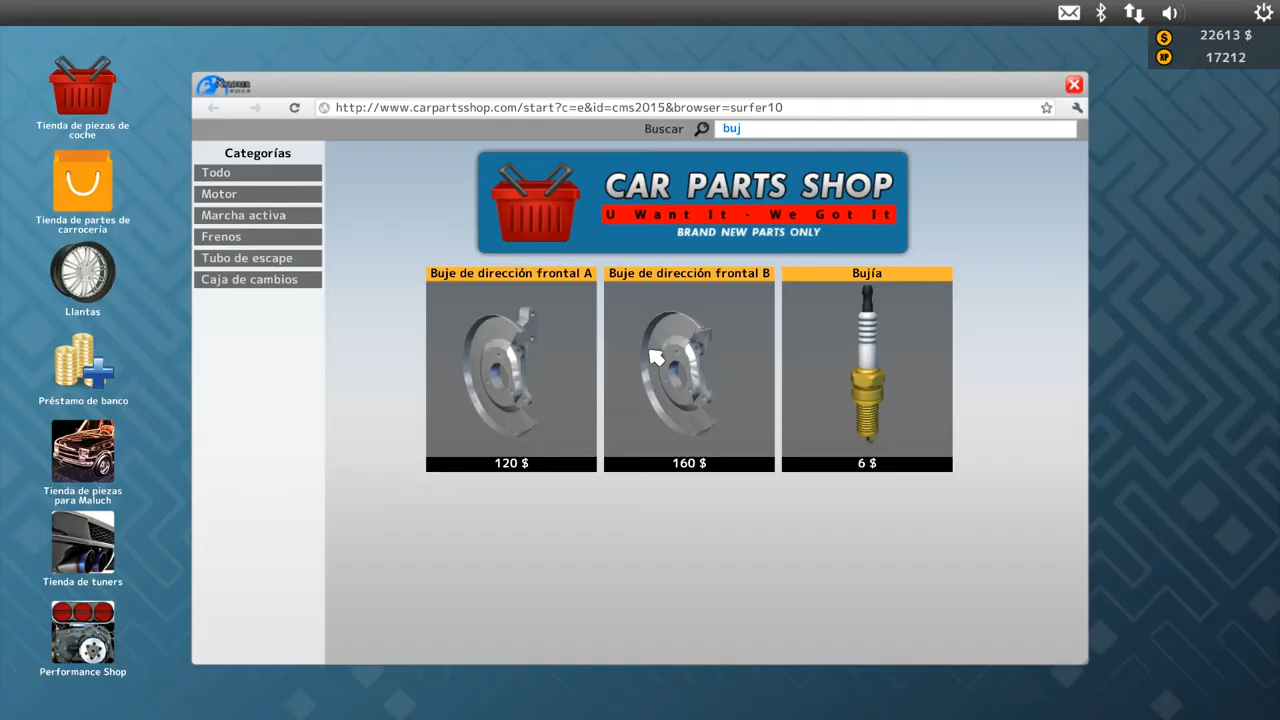 22613 $
17212
Tienda de piezas de
coche
Tienda de partes de
carrocería
Llantas
Préstamo de banco
Tienda de piezas
para Maluch
Tienda de tuners
Performance Shop
http://www.carpartsshop.com/start?c=e&id=cms2015&browser=surfer10
Buscar buj
Categorías
Todo
Motor
Marcha activa
Frenos
Tubo de escape
Caja de cambios
CAR PARTS SHOP
U Want It - We Got It
BRAND NEW PARTS ONLY
Buje de dirección frontal A
Buje de dirección frontal B
Bujía
120 $
160 $
6 $